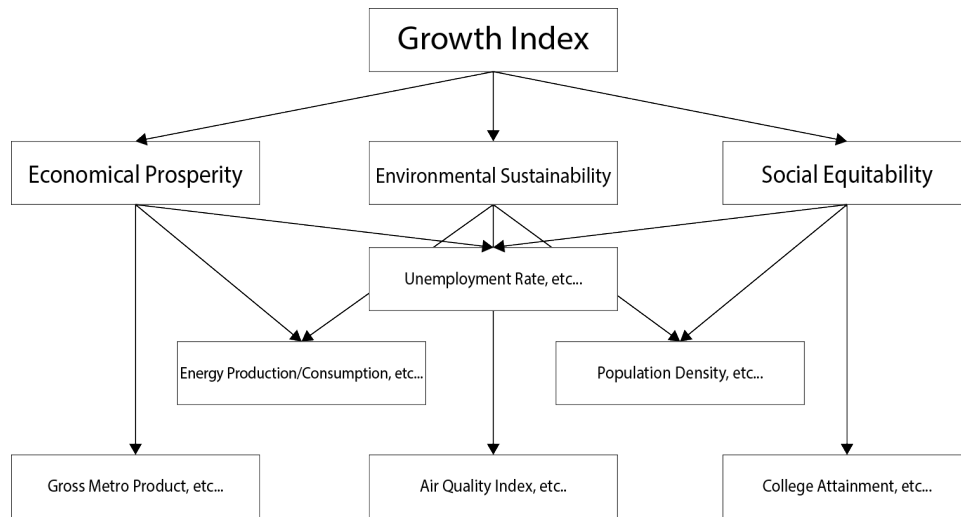 Growth Index
Economical Prosperity
Environmental Sustainability
Social Equitability
Unemployment Rate, etc...
Energy Production/Consumption, etc...
Population Density, etc...
Gross Metro Product, etc...
Air Quality Index, etc..
College Attainment, etc...